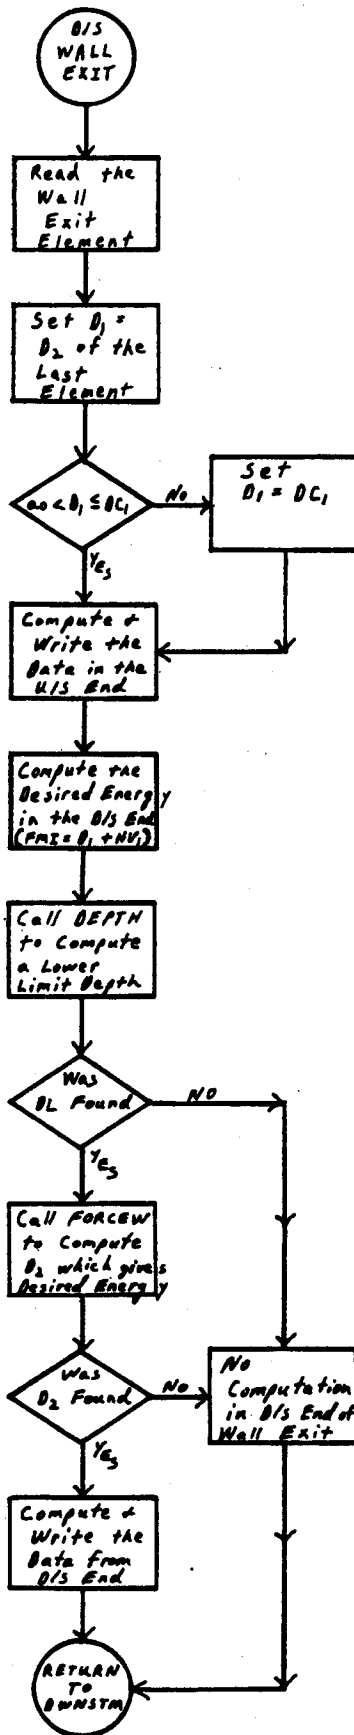 D/S
WALL
EXIT
Read the
Wall
Exit
Element
Set D₁ =
D₂ of the
Last
Element
0.0 < D₁ ≤ DC₁
No
Set
D₁ = DC₁
Yes
Compute &
Write the
Data in the
U/S End
Compute the
Desired Energy
in the D/S End
(FMI = D₁ + HV₁)
Call DEPTH
to Compute
a Lower
Limit Depth
Was
DL Found
NO
Yes
Call FORCEW
to Compute
D₂ which gives
Desired Energy
Was
D₂ Found
No
No
Computation
in D/S End of
Wall Exit
Yes
Compute &
Write the
Data from
D/S End
RETURN
TO
DWNSTM